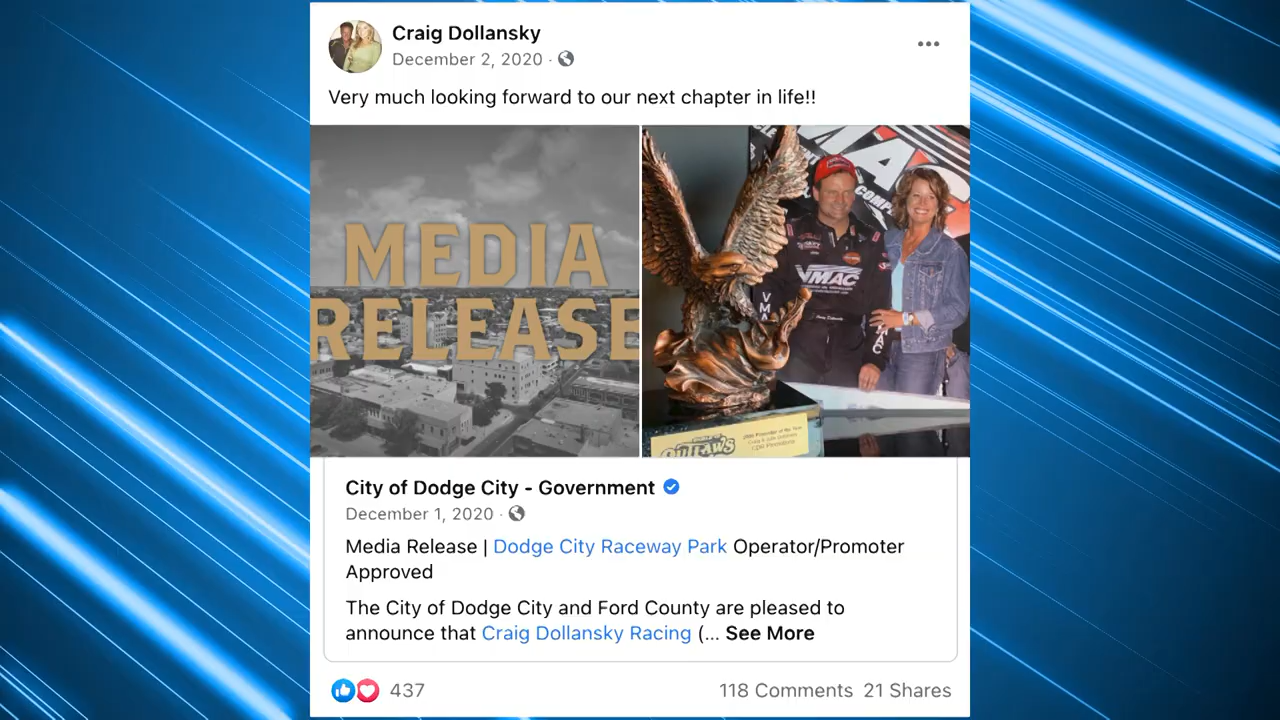 Craig Dollansky
December 2, 2020 ·
Very much looking forward to our next chapter in life!!
MEDIA
RELEASE
VMAC
OUTLAWS
City of Dodge City - Government
December 1, 2020 ·
Media Release | Dodge City Raceway Park Operator/Promoter
Approved
The City of Dodge City and Ford County are pleased to
announce that Craig Dollansky Racing (... See More
437
118 Comments 21 Shares